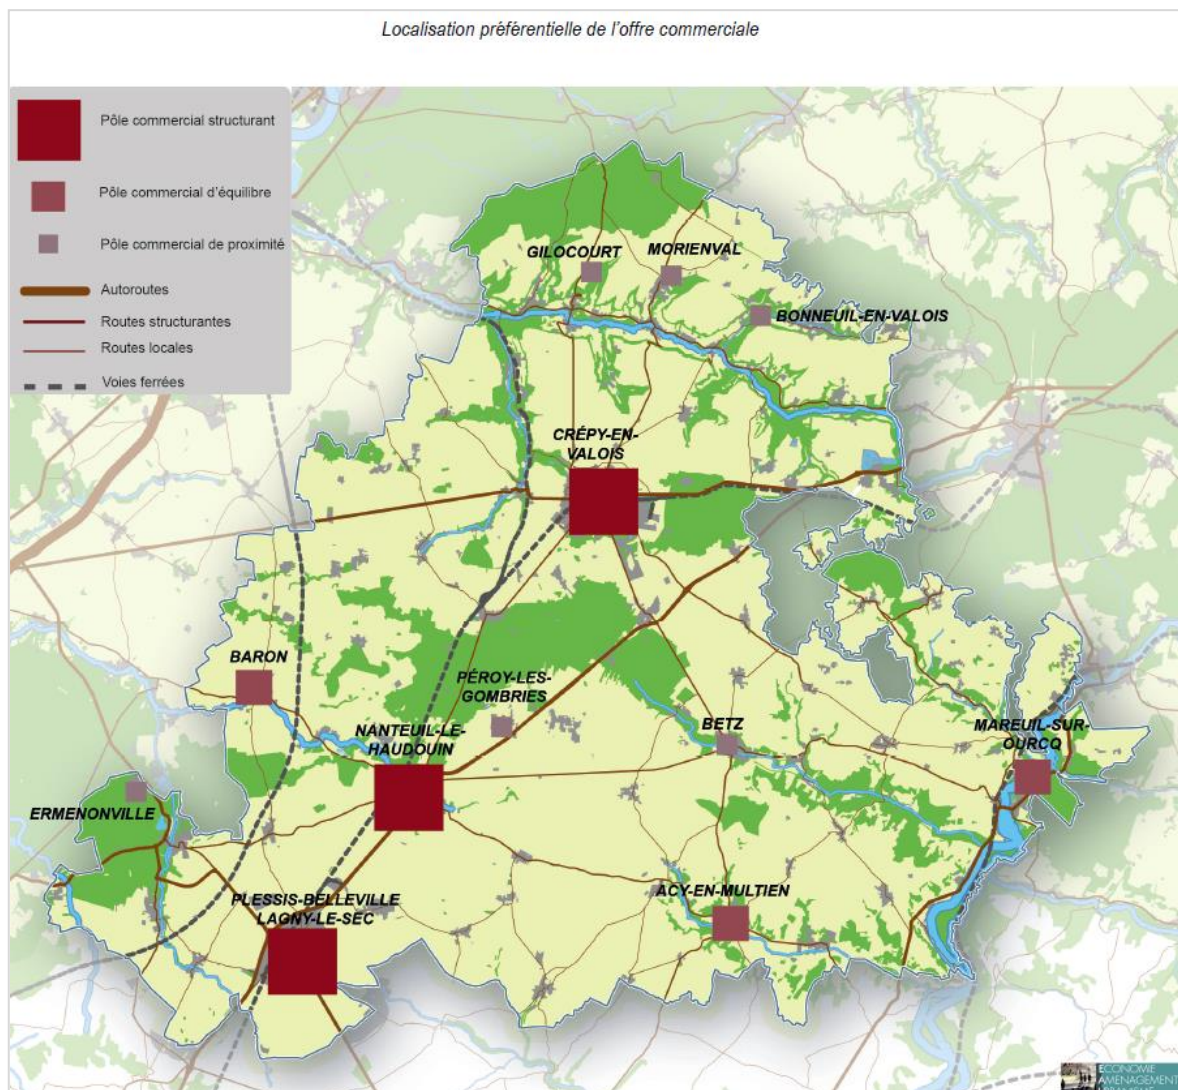 Localisation préférentielle de l'offre commerciale
Pôle commercial structurant
Pôle commercial d'équilibre
Pôle commercial de proximité
Autoroutes
Routes structurantes
Routes locales
Voies ferrées
GILOCOURT
MORIENVAL
BONNEUIL-EN-VALOIS
CRÉPY-EN-
VALOIS
BARON
PÉROY-LES-
GOMBRIES
NANTEUIL-LE-
HAUDOUIN
BETZ
MAREUIL-SUR-
OURCQ
ERMENONVILLE
PLESSIS-BELLEVILLE
LAGNY-LE-SEC
ACY-EN-MULTIEN
ECONOMIE
AMENAGEMENT